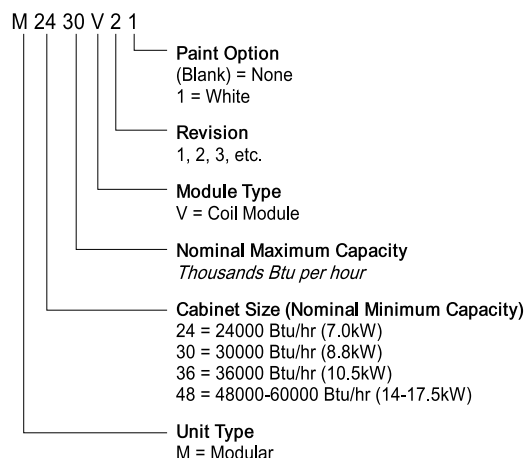 M 24 30 V 2 1
Paint Option
(Blank) = None
1 = White
Revision
1, 2, 3, etc.
Module Type
V = Coil Module
Nominal Maximum Capacity
Thousands Btu per hour
Cabinet Size (Nominal Minimum Capacity)
24 = 24000 Btu/hr (7.0kW)
30 = 30000 Btu/hr (8.8kW)
36 = 36000 Btu/hr (10.5kW)
48 = 48000-60000 Btu/hr (14-17.5kW)
Unit Type
M = Modular